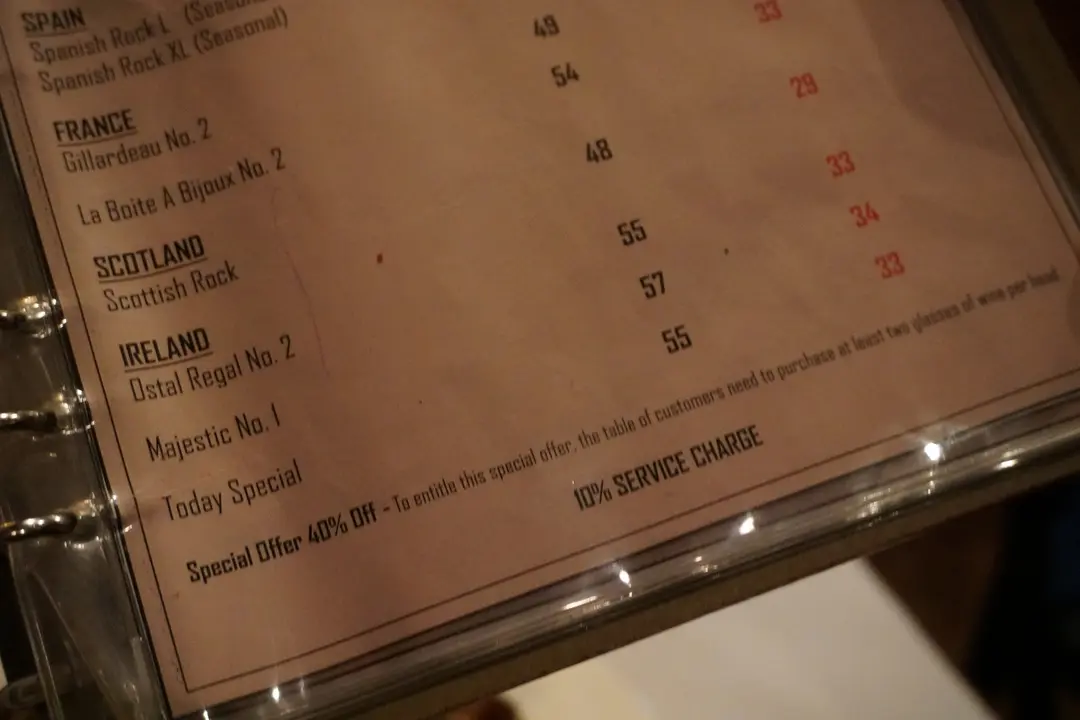 SPAIN
Spanish Rock L (Season
Spanish Rock XL (Seasonal)
FRANCE
Gillardeau No. 2 49
La Boite A Bijoux No. 2 54 33
SCOTLAND
Scottish Rock 48 29
IRELAND
Ostal Regal No. 2 55 33
Majestic No. 1 57 34
Today Special 55 33
Special Offer 40% Off - To entitle this special offer, the table of customers need to purchase at least two glasses of wine per head
10% SERVICE CHARGE